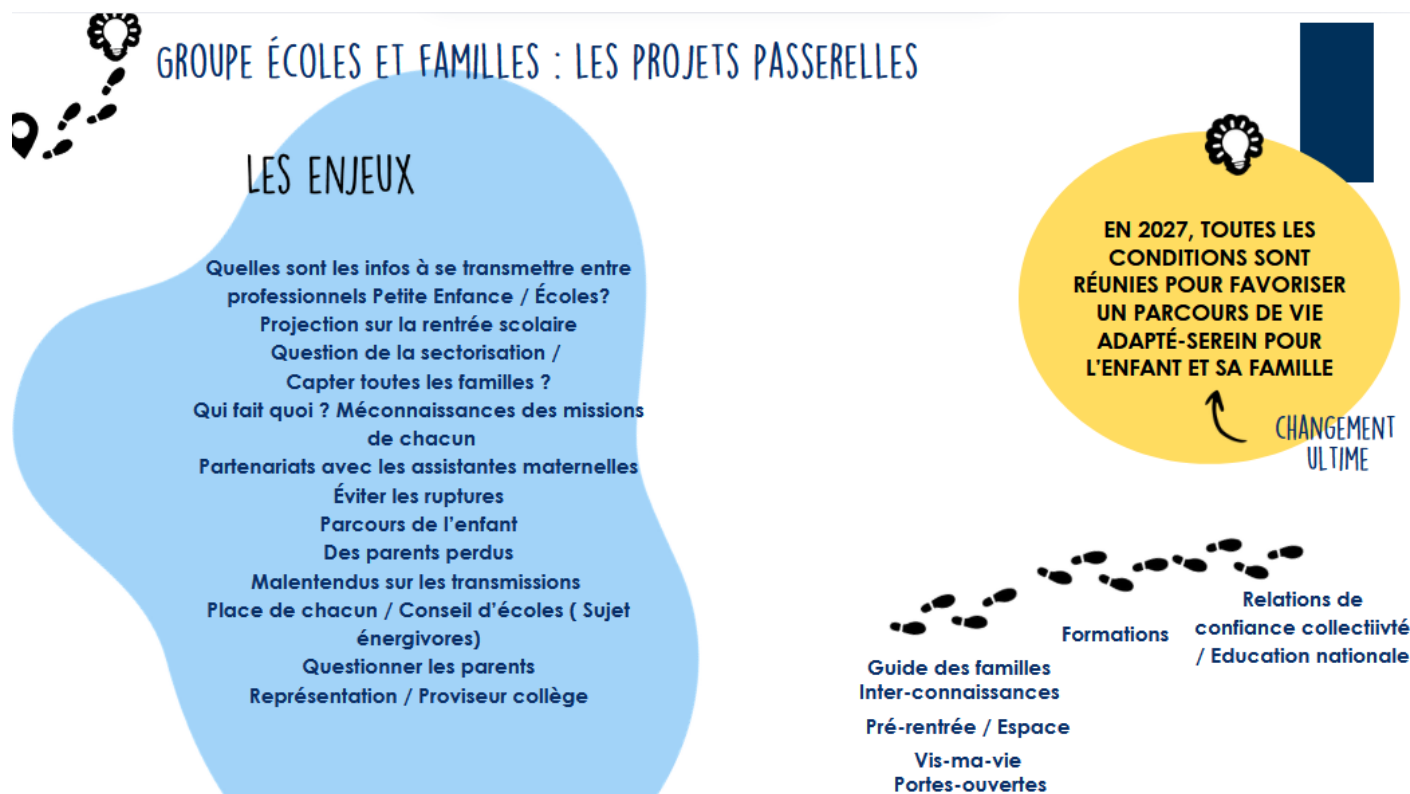 GROUPE ÉCOLES ET FAMILLES : LES PROJETS PASSERELLES
LES ENJEUX
Quelles sont les infos à se transmettre entre
professionnels Petite Enfance / Écoles?
Projection sur la rentrée scolaire
Question de la sectorisation /
Capter toutes les familles ?
Qui fait quoi ? Méconnaissances des missions
de chacun
Partenariats avec les assistantes maternelles
Éviter les ruptures
Parcours de l'enfant
Des parents perdus
Malentendus sur les transmissions
Place de chacun / Conseil d'écoles ( Sujet
énergivores)
Questionner les parents
Représentation / Proviseur collège
EN 2027, TOUTES LES
CONDITIONS SONT
RÉUNIES POUR FAVORISER
UN PARCOURS DE VIE
ADAPTÉ-SEREIN POUR
L'ENFANT ET SA FAMILLE
CHANGEMENT
ULTIME
Guide des familles
Inter-connaissances
Pré-rentrée / Espace
Vis-ma-vie
Portes-ouvertes
Formations
Relations de
confiance collectiivté
/ Education nationale